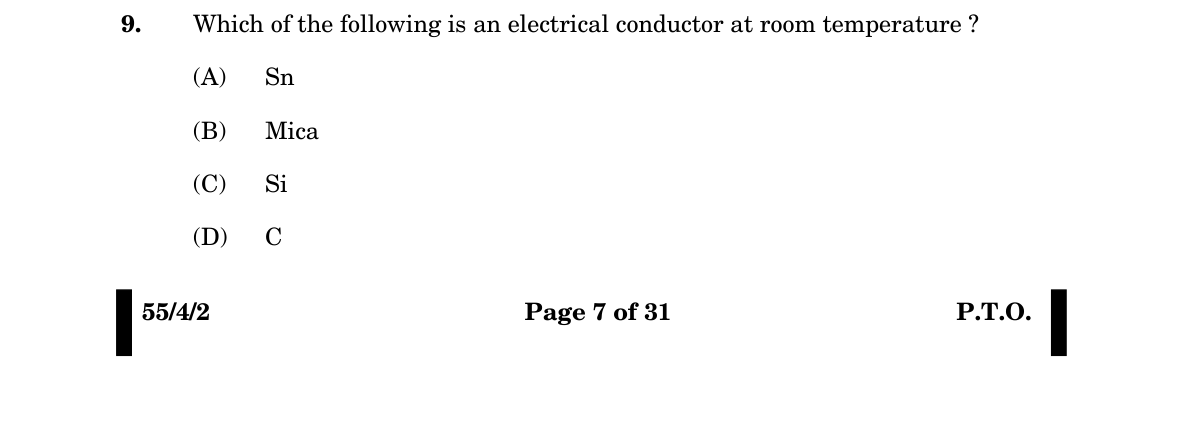 9. Which of the following is an electrical conductor at room temperature ?
(A) Sn
(B) Mica
(C) Si
(D) C
55/4/2 Page 7 of 31 P.T.O.